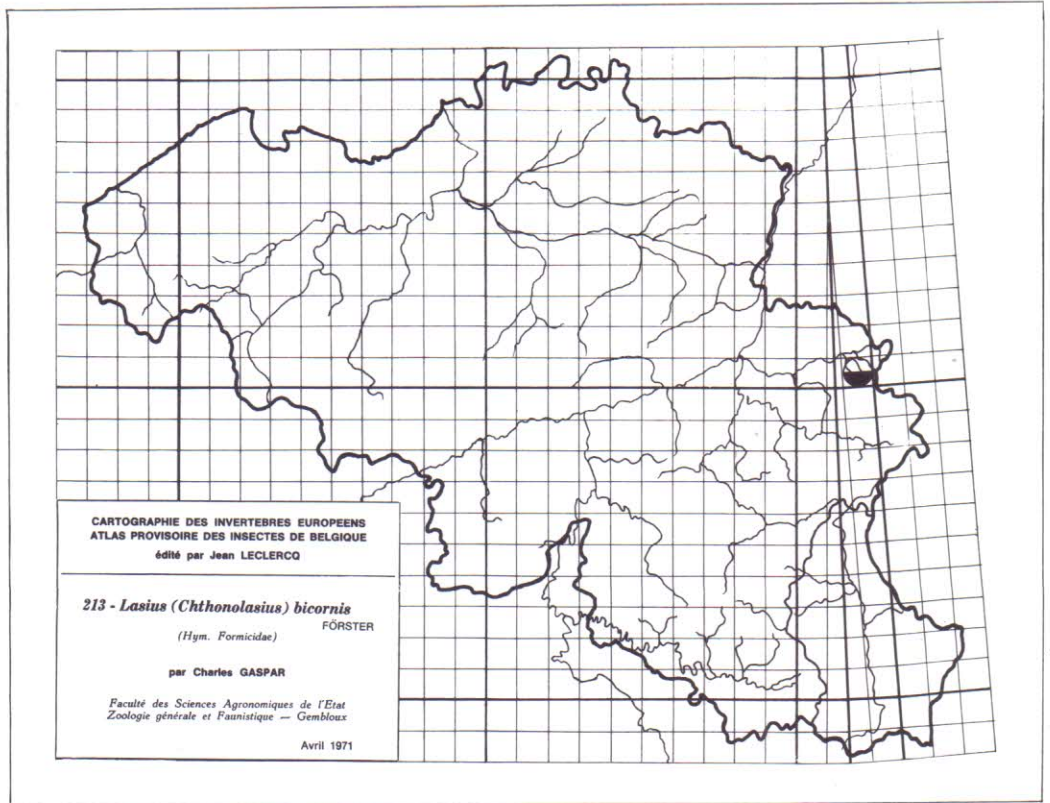 CARTOGRAPHIE DES INVERTEBRES EUROPEENS
ATLAS PROVISOIRE DES INSECTES DE BELGIQUE
édité par Jean LECLERCQ
213 - Lasius (Chthonolasius) bicornis
FÖRSTER
(Hym. Formicidae)
par Charles GASPAR
Faculté des Sciences Agronomiques de l'Etat
Zoologie générale et Faunistique — Gembloux
Avril 1971